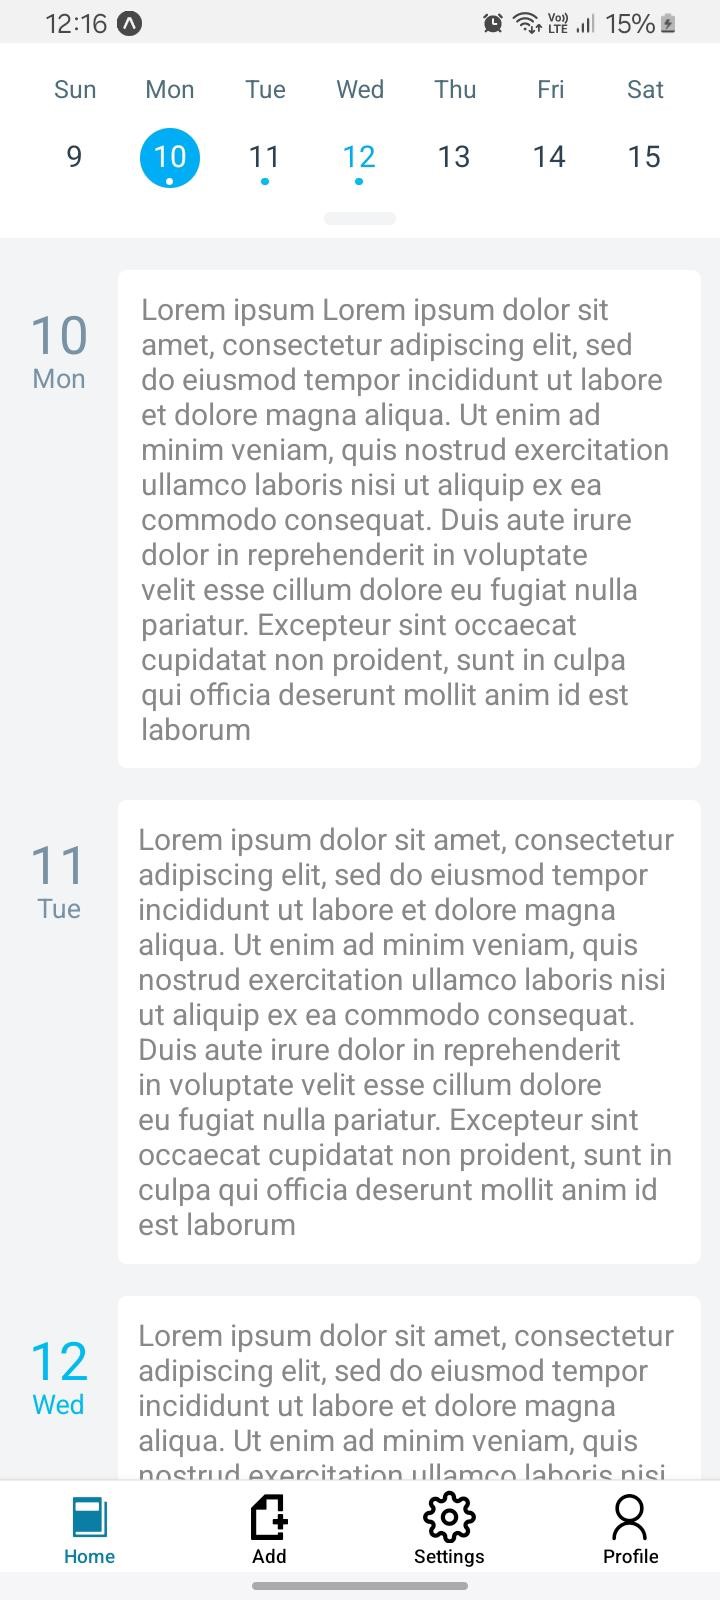 12:16
Vo)) LTE
15%
Sun Mon Tue Wed Thu Fri Sat
9 10 11 12 13 14 15
10
Mon
Lorem ipsum Lorem ipsum dolor sit
amet, consectetur adipiscing elit, sed
do eiusmod tempor incididunt ut labore
et dolore magna aliqua. Ut enim ad
minim veniam, quis nostrud exercitation
ullamco laboris nisi ut aliquip ex ea
commodo consequat. Duis aute irure
dolor in reprehenderit in voluptate
velit esse cillum dolore eu fugiat nulla
pariatur. Excepteur sint occaecat
cupidatat non proident, sunt in culpa
qui officia deserunt mollit anim id est
laborum
11
Tue
Lorem ipsum dolor sit amet, consectetur
adipiscing elit, sed do eiusmod tempor
incididunt ut labore et dolore magna
aliqua. Ut enim ad minim veniam, quis
nostrud exercitation ullamco laboris nisi
ut aliquip ex ea commodo consequat.
Duis aute irure dolor in reprehenderit
in voluptate velit esse cillum dolore
eu fugiat nulla pariatur. Excepteur sint
occaecat cupidatat non proident, sunt in
culpa qui officia deserunt mollit anim id
est laborum
12
Wed
Lorem ipsum dolor sit amet, consectetur
adipiscing elit, sed do eiusmod tempor
incididunt ut labore et dolore magna
aliqua. Ut enim ad minim veniam, quis
nostrud exercitation ullamco laboris nisi
Home Add Settings Profile